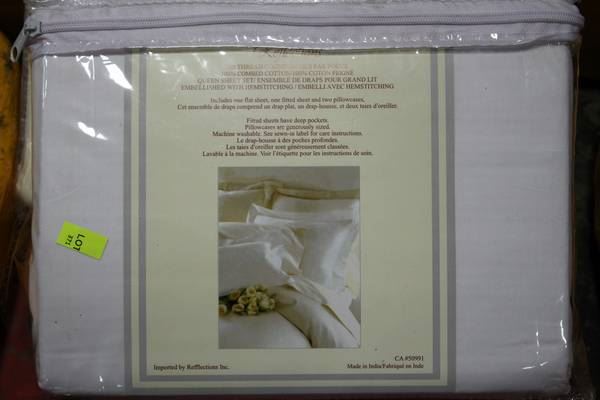 Refflections
100% COMBED COTTON/100% COTON PEIGNÉ
QUEEN SHEET SET/ ENSEMBLE DE DRAPS POUR GRAND LIT
EMBELLISHED WITH HEMSTITCHING / EMBELLI AVEC HEMSTITCHING
Includes one flat sheet, one fitted sheet and two pillowcases,
Cet ensemble de draps comprend un drap plat, un drap-housse, et deux taies d'oreiller.
Fitted sheets have deep pockets.
Pillowcases are generously sized.
Machine washable. See sewn-in label for care instructions.
Le drap-housse à des poches profondes.
Les taies d'oreiller sont généreusement classées.
Lavable à la machine. Voir l'étiquette pour les instructions de soin.
LOT
371
CA #50991
Imported by Refflections Inc.
Made in India/Fabriqué en Inde